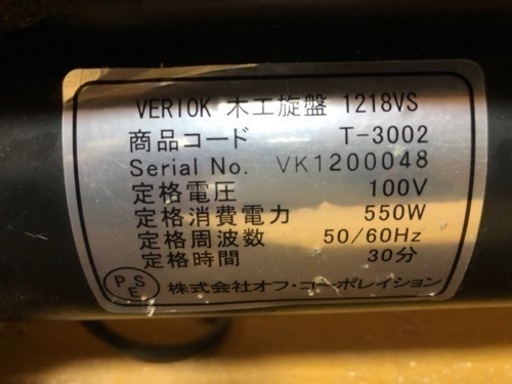 VERIOK 木工旋盤 1218VS
商品コード T-3002
Serial No. VK1200048
定格電圧 100V
定格消費電力 550W
定格周波数 50/60Hz
定格時間 30分
PSE 株式会社オフ・コーポレイション